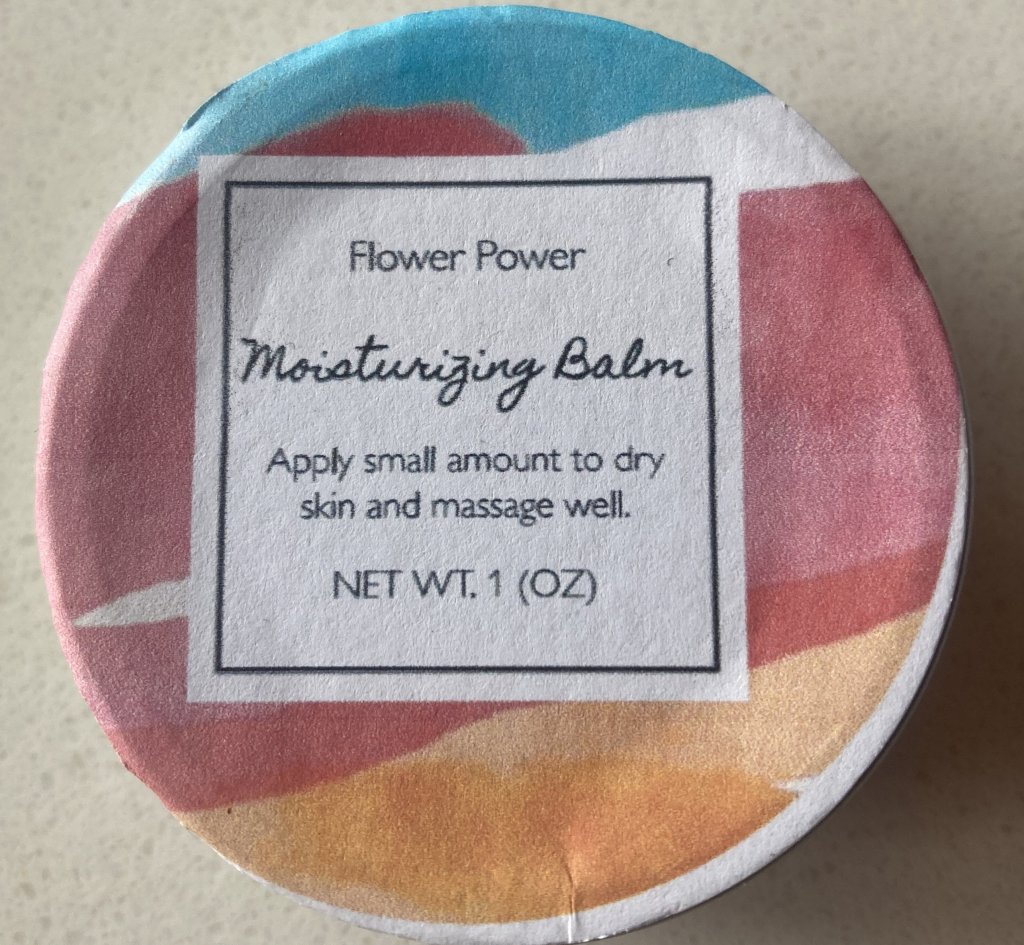 Flower Power
Moisturizing Balm
Apply small amount to dry
skin and massage well.
NET WT. 1 (OZ)